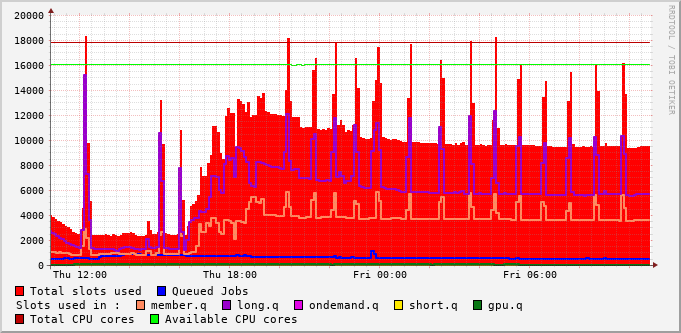 20000
18000
16000
14000
12000
10000
8000
6000
4000
2000
0
Thu 12:00 Thu 18:00 Fri 00:00 Fri 06:00
RRDTOOL / TOBI OETIKER
Total slots used Queued Jobs
Slots used in : member.q long.q ondemand.q short.q gpu.q
Total CPU cores Available CPU cores